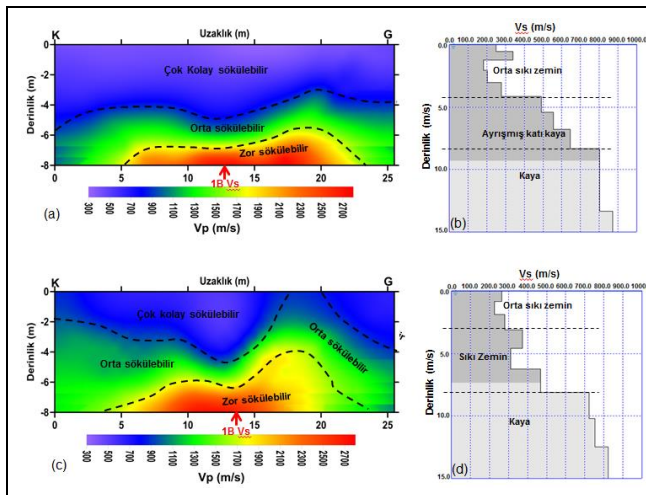 K Uzaklık (m) G
0 5 10 15 20 25
Derinlik (m)
-0
-2
-4
-6
-8
Çok Kolay sökülebilir
Orta sökülebilir
Zor sökülebilir
1B Vs
(a)
300 500 700 900 1100 1300 1500 1700 1900 2100 2300 2500 2700
Vp (m/s)
Vs (m/s)
0.0 100.0 200.0 300.0 400.0 500.0 600.0 700.0 800.0 900.0 1000.0
Derinlik (m/s)
0.0
5.0
10.0
15.0
Orta sıkı zemin
Ayrışmış katı kaya
Kaya
(b)
K Uzaklık (m) G
0 5 10 15 20 25
Derinlik (m)
-0
-2
-4
-6
-8
Çok kolay sökülebilir
Orta sökülebilir
Orta sökülebilir
Zor sökülebilir
1B Vs
(c)
300 500 700 900 1100 1300 1500 1700 1900 2100 2300 2500 2700
Vp (m/s)
Vs (m/s)
0.0 100.0 200.0 300.0 400.0 500.0 600.0 700.0 800.0 900.0 1000.0
Derinlik (m/s)
0.0
5.0
10.0
15.0
Orta sıkı zemin
Sıkı Zemin
Kaya
(d)